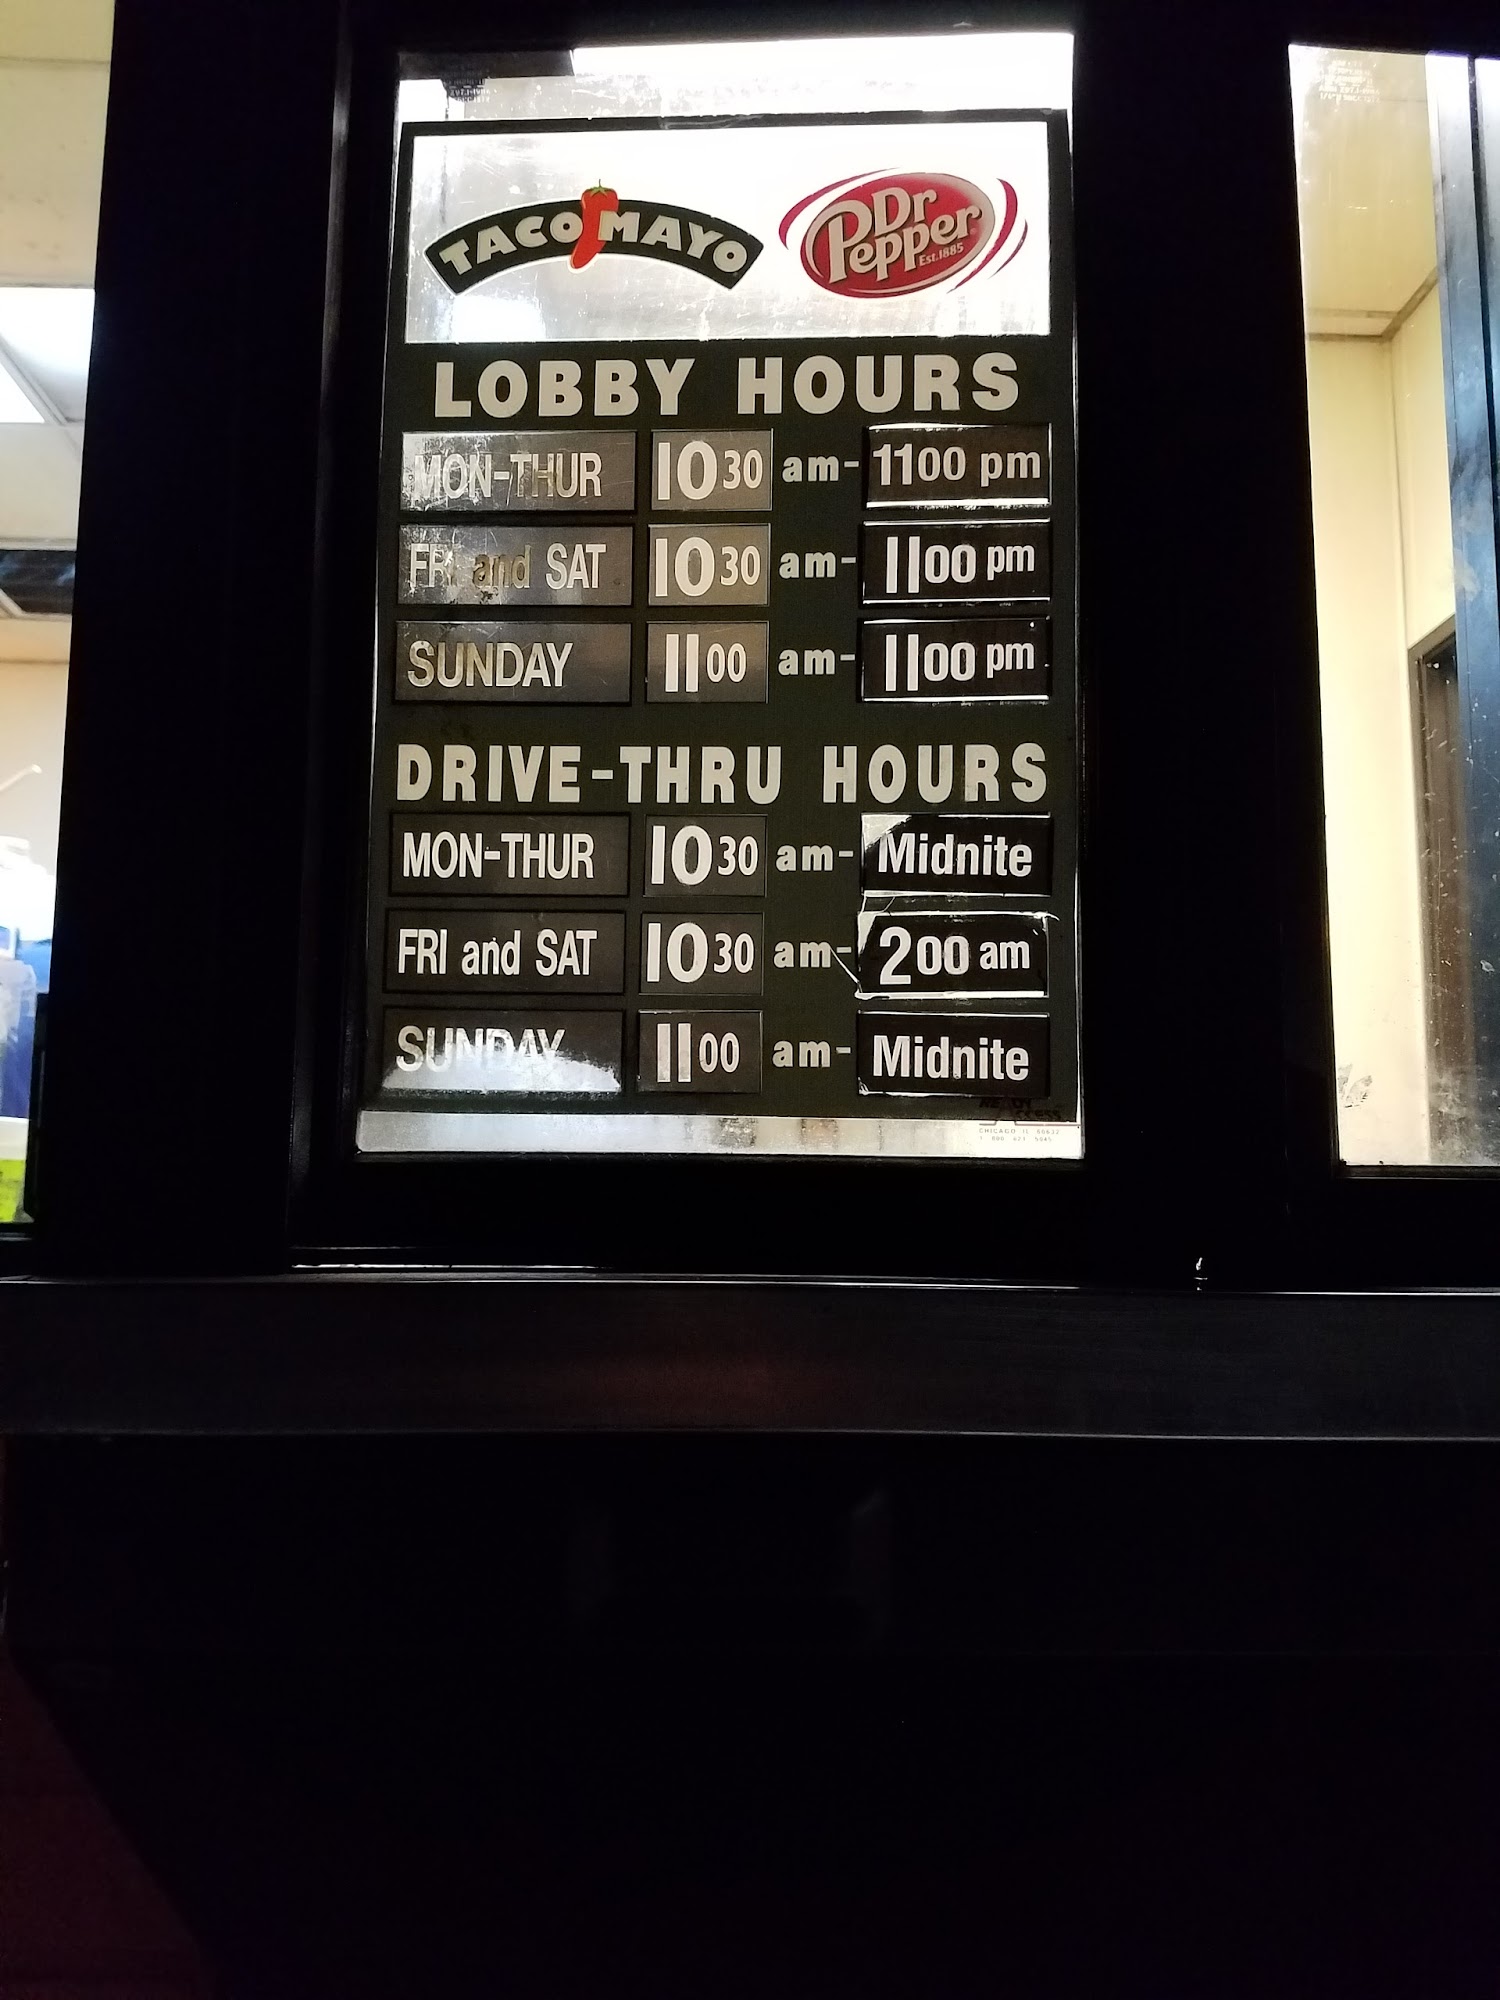 TACO MAYO
Dr Pepper
Est.1885
LOBBY HOURS
MON-THUR 1030 am- 1100 pm
FRI and SAT 1030 am- 1100 pm
SUNDAY 1100 am- 1100 pm
DRIVE-THRU HOURS
MON-THUR 1030 am- Midnite
FRI and SAT 1030 am- 200 am
SUNDAY 1100 am- Midnite
CHICAGO IL